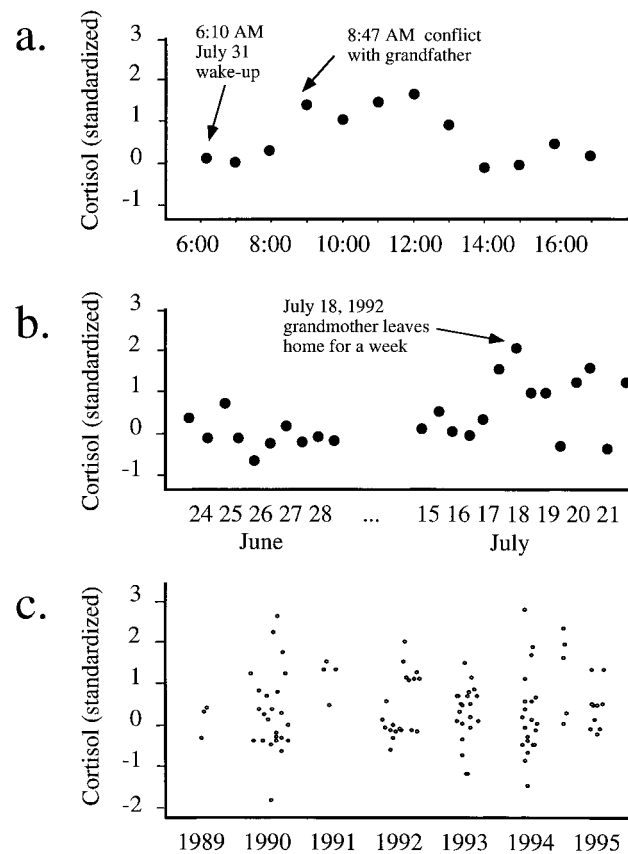 a.
Cortisol (standardized)
3
2
1
0
-1
6:10 AM
July 31
wake-up
8:47 AM conflict
with grandfather
6:00 8:00 10:00 12:00 14:00 16:00
b.
Cortisol (standardized)
3
2
1
0
-1
July 18, 1992
grandmother leaves
home for a week
24 25 26 27 28 ... 15 16 17 18 19 20 21
June July
c.
Cortisol (standardized)
3
2
1
0
-1
-2
1989 1990 1991 1992 1993 1994 1995